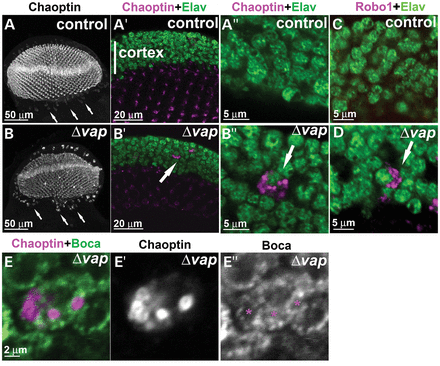 Chaoptin
Chaoptin+Elav
Chaoptin+Elav
Robo1+Elav
A
control
50 μm
A'
control
cortex
20 μm
A''
control
5 μm
C
control
5 μm
B
Δvap
50 μm
B'
Δvap
20 μm
B''
Δvap
5 μm
D
Δvap
5 μm
Chaoptin+Boca
Chaoptin
Boca
E
Δvap
2 μm
E'
E''
Δvap